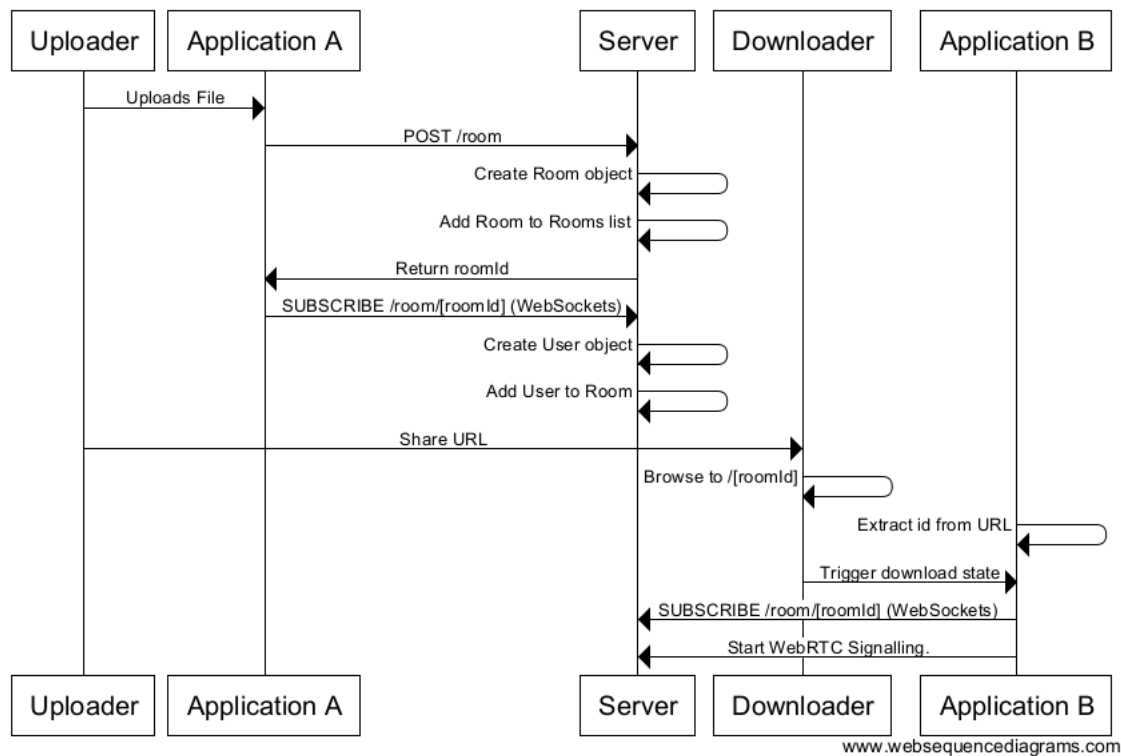 Uploader
Application A
Server
Downloader
Application B
Uploads File
POST /room
Create Room object
Add Room to Rooms list
Return roomId
SUBSCRIBE /room/[roomId] (WebSockets)
Create User object
Add User to Room
Share URL
Browse to /[roomId]
Extract id from URL
Trigger download state
SUBSCRIBE /room/[roomId] (WebSockets)
Start WebRTC Signalling.
Uploader
Application A
Server
Downloader
Application B
www.websequencediagrams.com